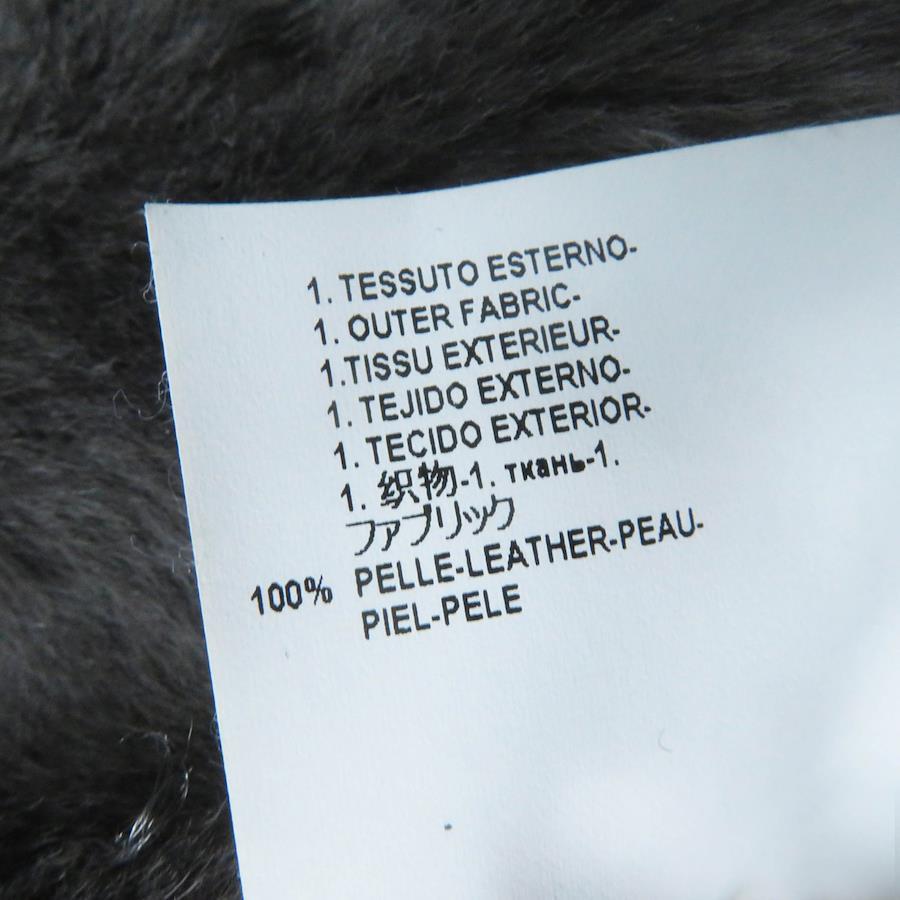 1. TESSUTO ESTERNO-
1. OUTER FABRIC-
1.TISSU EXTERIEUR-
1. TEJIDO EXTERNO-
1. TECIDO EXTERIOR-
1. 织物-1. ткань-1.
ファブリック
100% PELLE-LEATHER-PEAU-
PIEL-PELE